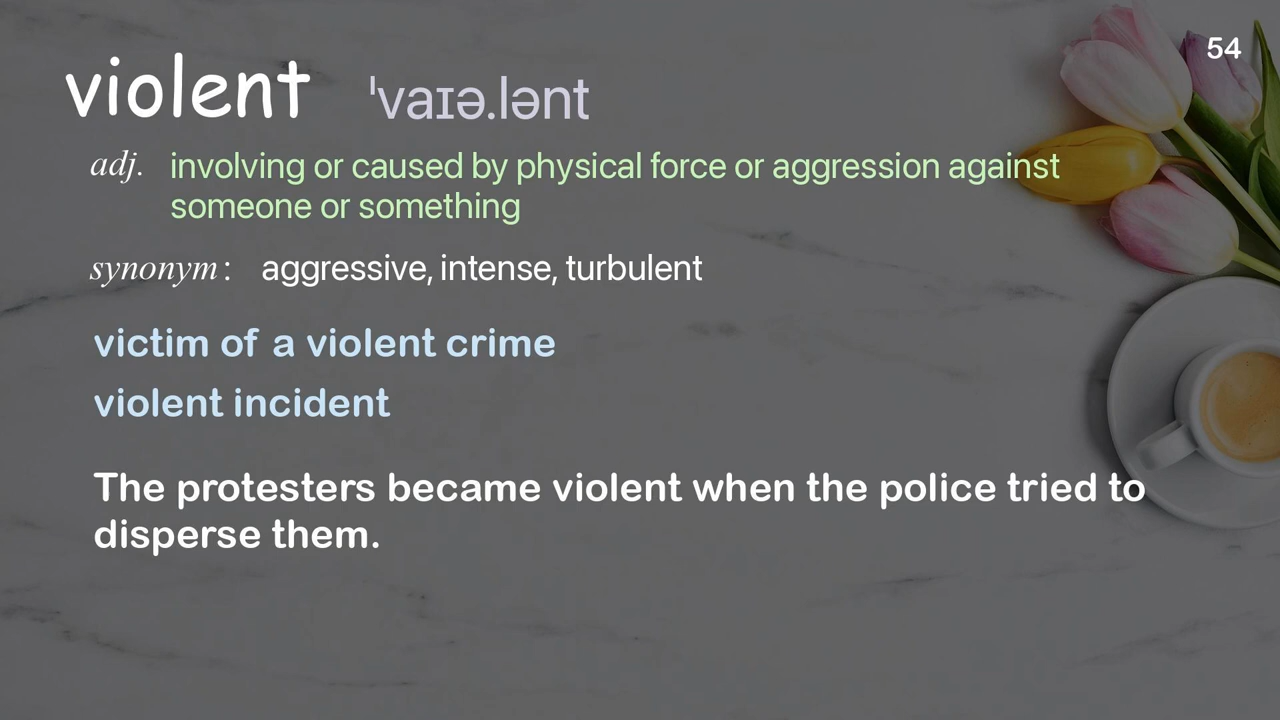 54
violent ˈvaɪə.lənt
adj. involving or caused by physical force or aggression against
someone or something
synonym: aggressive, intense, turbulent
victim of a violent crime
violent incident
The protesters became violent when the police tried to
disperse them.